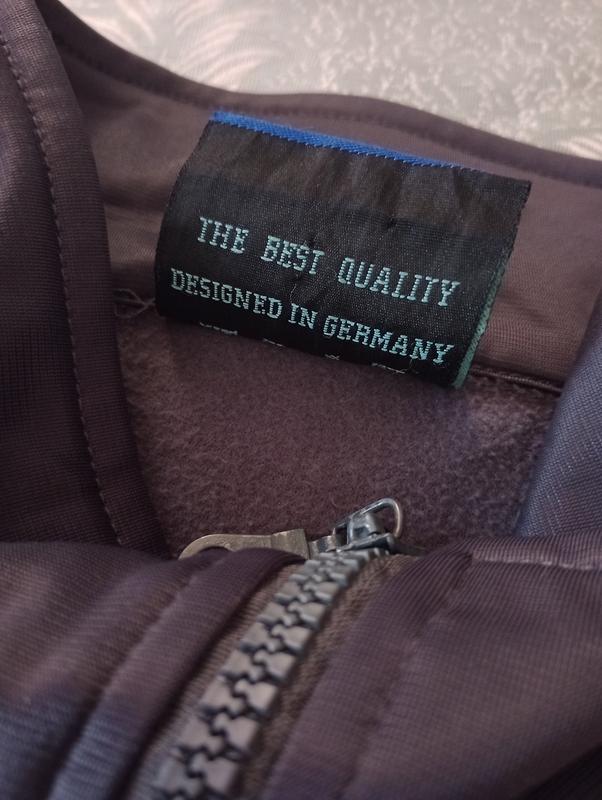 THE BEST QUALITY
DESIGNED IN GERMANY